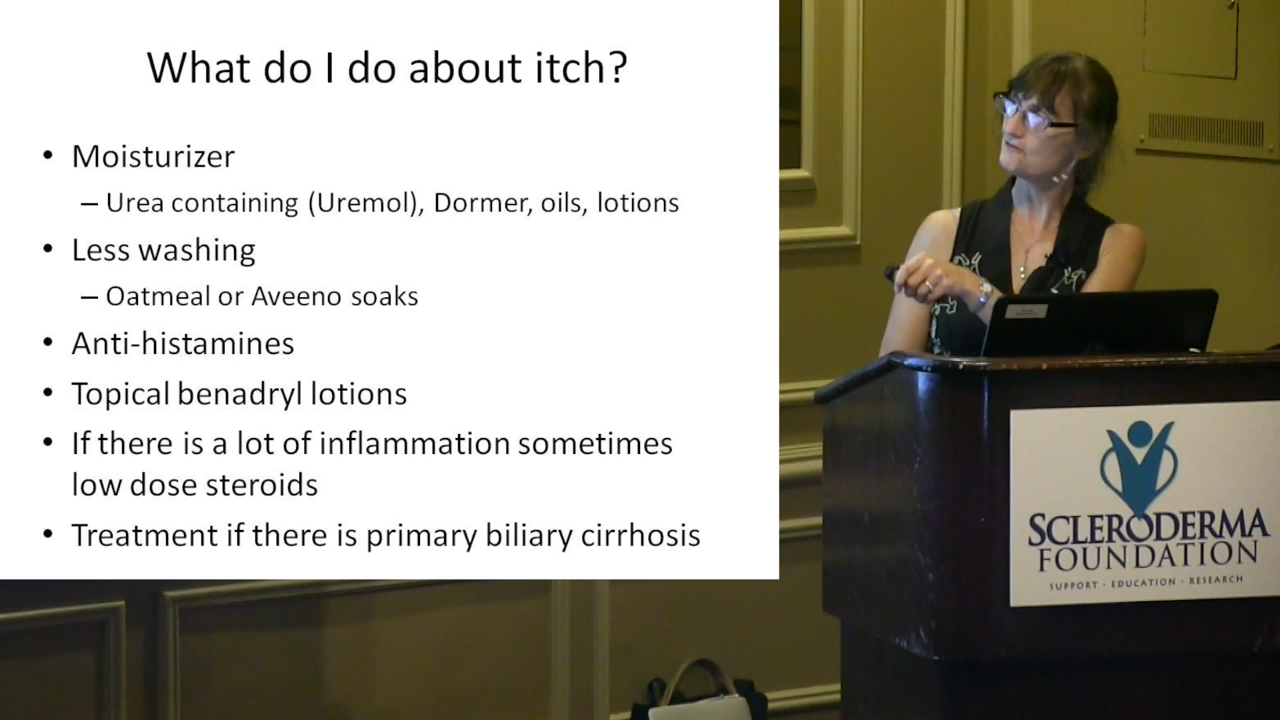 What do I do about itch?
• Moisturizer
– Urea containing (Uremol), Dormer, oils, lotions
• Less washing
– Oatmeal or Aveeno soaks
• Anti-histamines
• Topical benadryl lotions
• If there is a lot of inflammation sometimes
low dose steroids
• Treatment if there is primary biliary cirrhosis
SCLERODERMA
FOUNDATION
SUPPORT · EDUCATION · RESEARCH